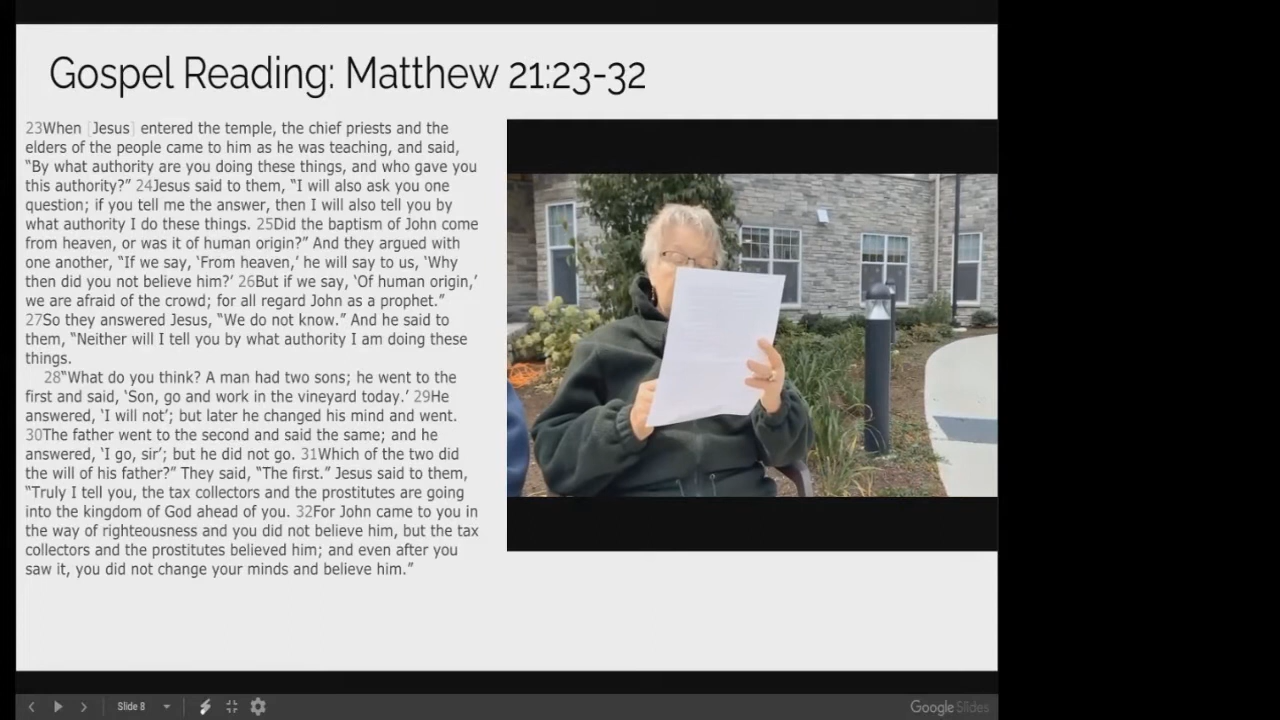 Gospel Reading: Matthew 21:23-32
23When [Jesus] entered the temple, the chief priests and the
elders of the people came to him as he was teaching, and said,
“By what authority are you doing these things, and who gave you
this authority?” 24Jesus said to them, “I will also ask you one
question; if you tell me the answer, then I will also tell you by
what authority I do these things. 25Did the baptism of John come
from heaven, or was it of human origin?” And they argued with
one another, “If we say, ‘From heaven,’ he will say to us, ‘Why
then did you not believe him?’ 26But if we say, ‘Of human origin,’
we are afraid of the crowd; for all regard John as a prophet.”
27So they answered Jesus, “We do not know.” And he said to
them, “Neither will I tell you by what authority I am doing these
things.
28“What do you think? A man had two sons; he went to the
first and said, ‘Son, go and work in the vineyard today.’ 29He
answered, ‘I will not’; but later he changed his mind and went.
30The father went to the second and said the same; and he
answered, ‘I go, sir’; but he did not go. 31Which of the two did
the will of his father?” They said, “The first.” Jesus said to them,
“Truly I tell you, the tax collectors and the prostitutes are going
into the kingdom of God ahead of you. 32For John came to you in
the way of righteousness and you did not believe him, but the tax
collectors and the prostitutes believed him; and even after you
saw it, you did not change your minds and believe him.”
Slide 8
Google Slides